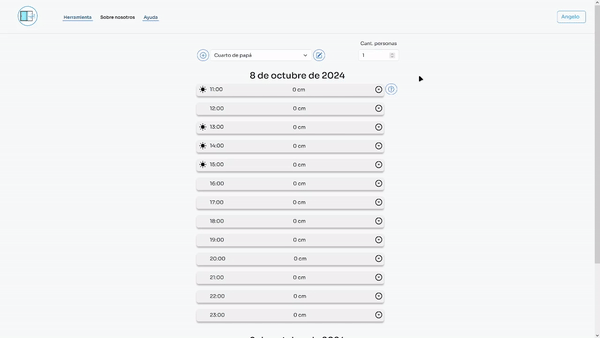 Herramienta Sobre nosotros Ayuda Angelo
Cant. personas
Cuarto de papá 1
8 de octubre de 2024
11:00 0 cm
12:00 0 cm
13:00 0 cm
14:00 0 cm
15:00 0 cm
16:00 0 cm
17:00 0 cm
18:00 0 cm
19:00 0 cm
20:00 0 cm
21:00 0 cm
22:00 0 cm
23:00 0 cm